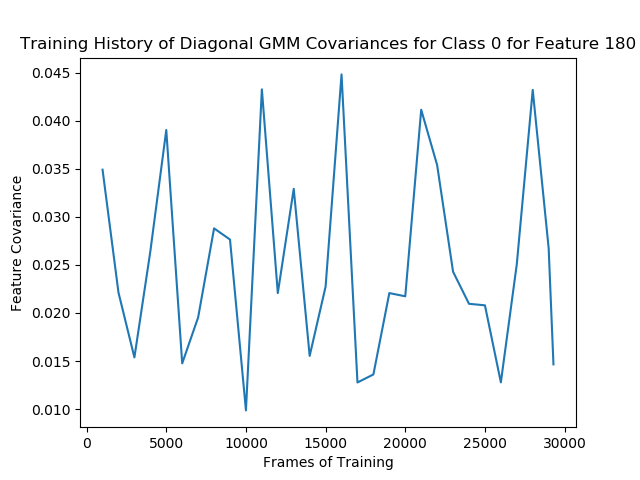 Training History of Diagonal GMM Covariances for Class 0 for Feature 180
0.045
0.040
0.035
0.030
0.025
0.020
0.015
0.010
Feature Covariance
0 5000 10000 15000 20000 25000 30000
Frames of Training